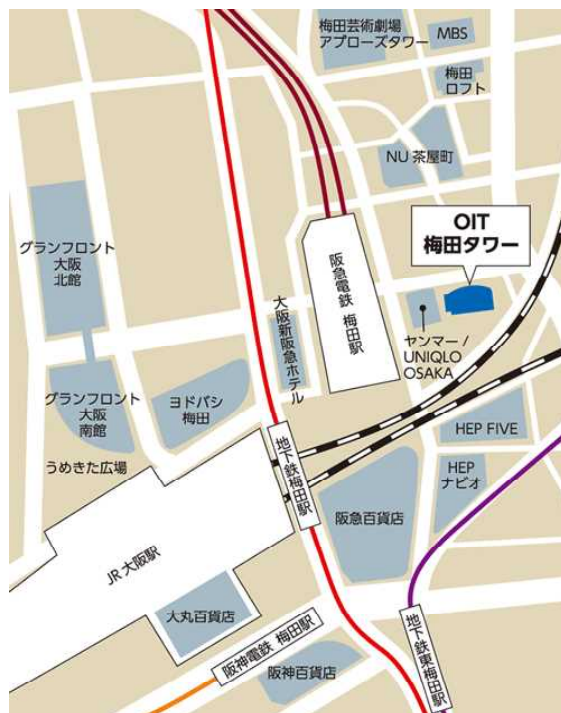 梅田芸術劇場
アプローズタワー
MBS
梅田
ロフト
NU 茶屋町
OIT
梅田タワー
グランフロント
大阪
北館
阪急電鉄 梅田駅
大阪新阪急ホテル
ヤンマー /
UNIQLO
OSAKA
グランフロント
大阪
南館
ヨドバシ
梅田
うめきた広場
地下鉄梅田駅
HEP FIVE
HEP
ナビオ
阪急百貨店
JR 大阪駅
大丸百貨店
阪神電鉄 梅田駅
阪神百貨店
地下鉄東梅田駅